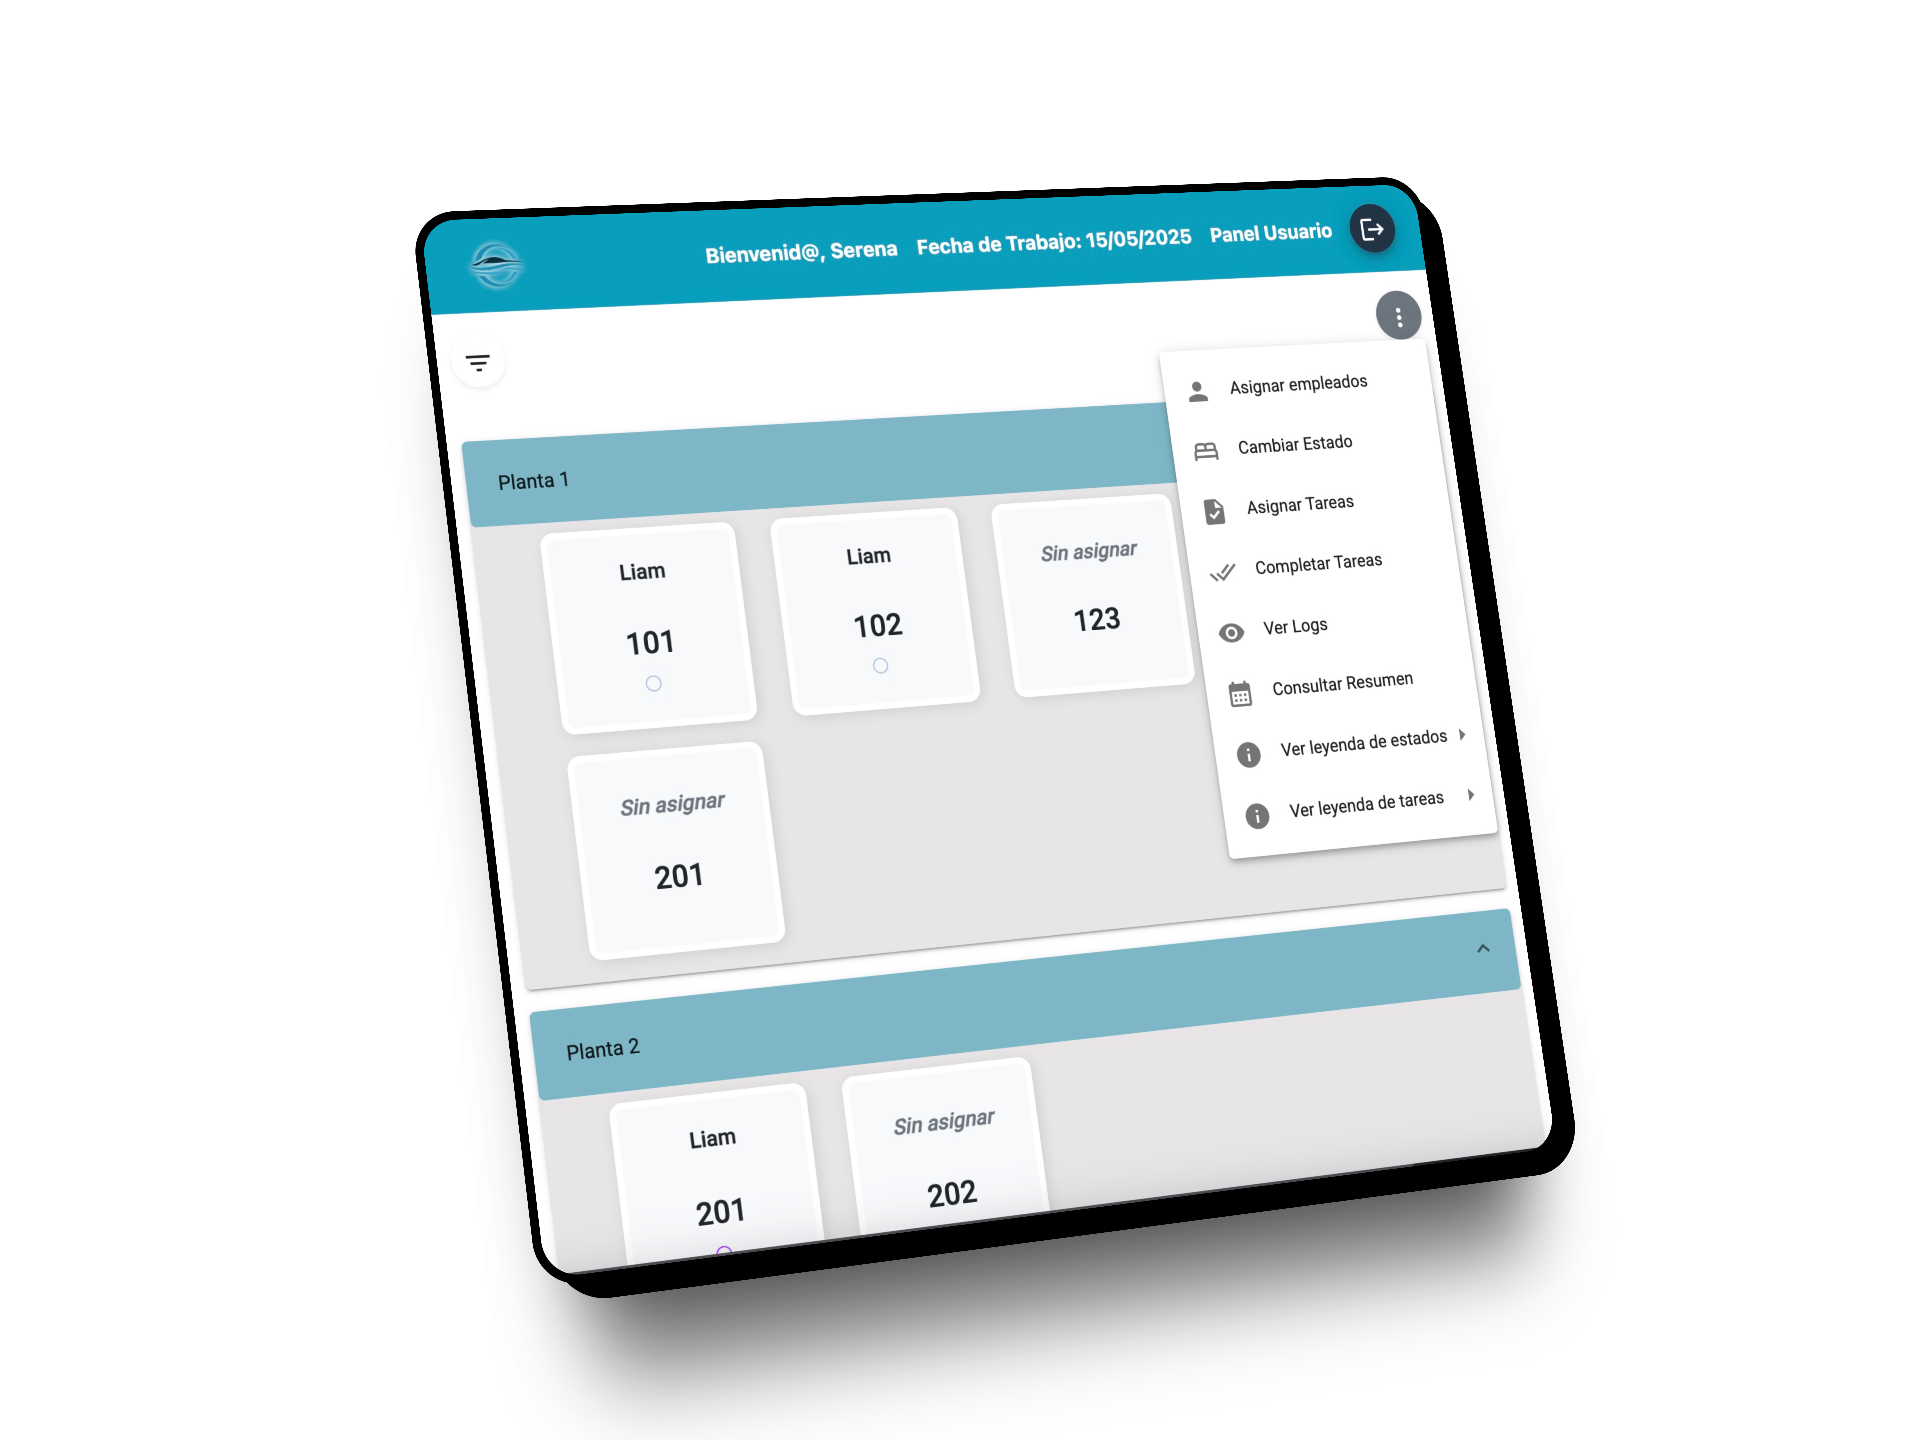 Bienvenid@, Serena Fecha de Trabajo: 15/05/2025 Panel Usuario
Asignar empleados
Cambiar Estado
Asignar Tareas
Completar Tareas
Ver Logs
Consultar Resumen
Ver leyenda de estados
Ver leyenda de tareas
Planta 1
Liam
101
Liam
102
Sin asignar
123
Sin asignar
201
Planta 2
Liam
201
Sin asignar
202